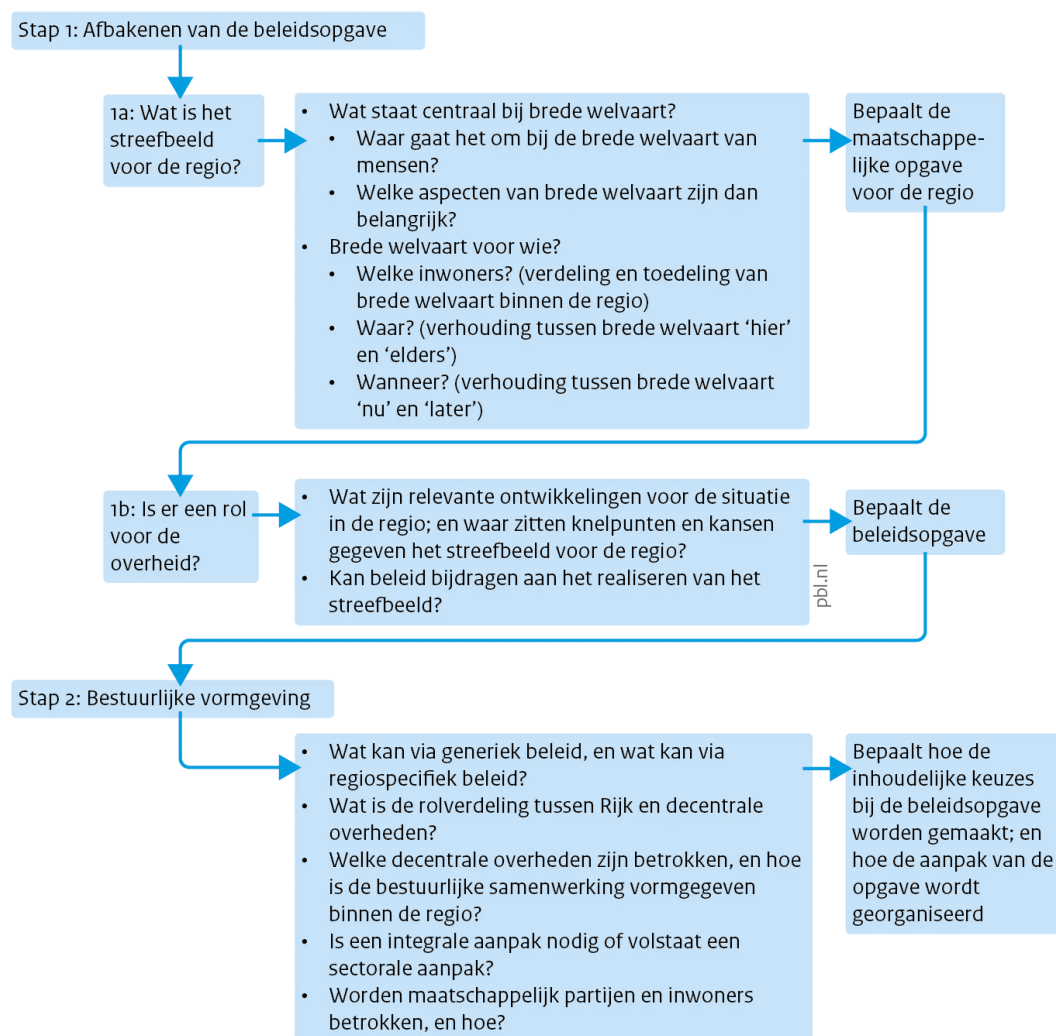 Stap 1: Afbakenen van de beleidsopgave
1a: Wat is het
streefbeeld
voor de regio?
• Wat staat centraal bij brede welvaart?
• Waar gaat het om bij de brede welvaart van
mensen?
• Welke aspecten van brede welvaart zijn dan
belangrijk?
• Brede welvaart voor wie?
• Welke inwoners? (verdeling en toedeling van
brede welvaart binnen de regio)
• Waar? (verhouding tussen brede welvaart ‘hier’
en ‘elders’)
• Wanneer? (verhouding tussen brede welvaart
‘nu’ en ‘later’)
Bepaalt de
maatschappe-
lijke opgave
voor de regio
1b: Is er een rol
voor de
overheid?
• Wat zijn relevante ontwikkelingen voor de situatie
in de regio; en waar zitten knelpunten en kansen
gegeven het streefbeeld voor de regio?
• Kan beleid bijdragen aan het realiseren van het
streefbeeld?
Bepaalt de
beleidsopgave
pbl.nl
Stap 2: Bestuurlijke vormgeving
• Wat kan via generiek beleid, en wat kan via
regiospecifiek beleid?
• Wat is de rolverdeling tussen Rijk en decentrale
overheden?
• Welke decentrale overheden zijn betrokken, en hoe
is de bestuurlijke samenwerking vormgegeven
binnen de regio?
• Is een integrale aanpak nodig of volstaat een
sectorale aanpak?
• Worden maatschappelijk partijen en inwoners
betrokken, en hoe?
Bepaalt hoe de
inhoudelijke keuzes
bij de beleidsopgave
worden gemaakt; en
hoe de aanpak van de
opgave wordt
georganiseerd